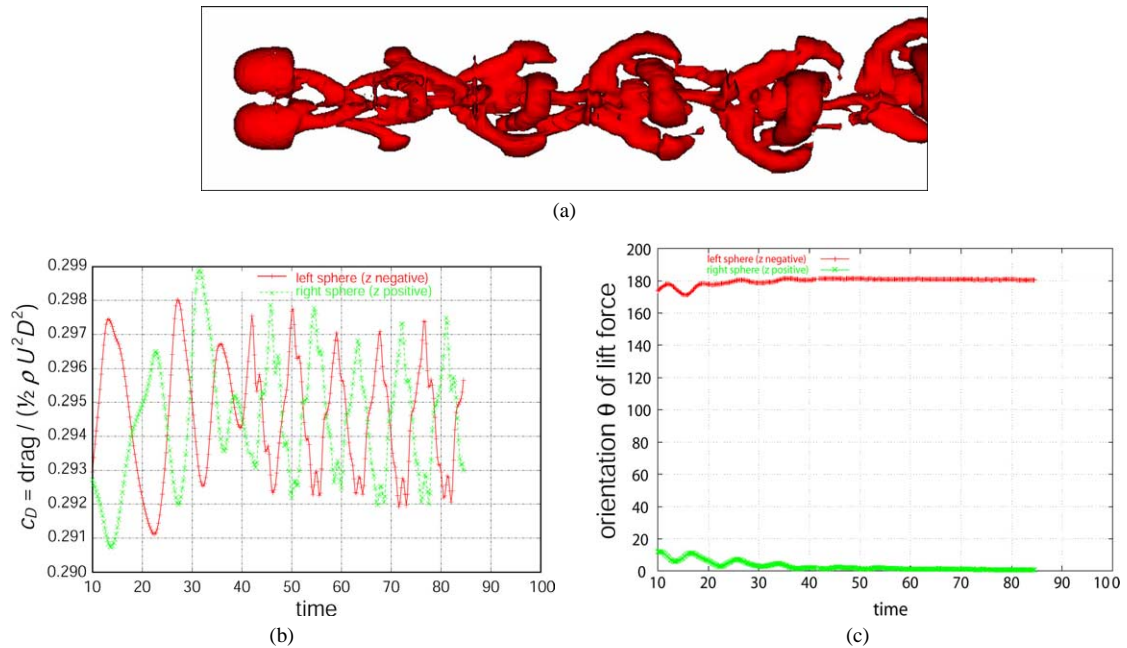 (a)
left sphere (z negative)
right sphere (z positive)
0.299
0.298
0.297
0.296
0.295
0.294
0.293
0.292
0.291
0.290
c_D = drag / (½ ρ U²D²)
10 20 30 40 50 60 70 80 90 100
time
(b)
left sphere (z negative)
right sphere (z positive)
200
180
160
140
120
100
80
60
40
20
0
orientation θ of lift force
10 20 30 40 50 60 70 80 90 100
time
(c)